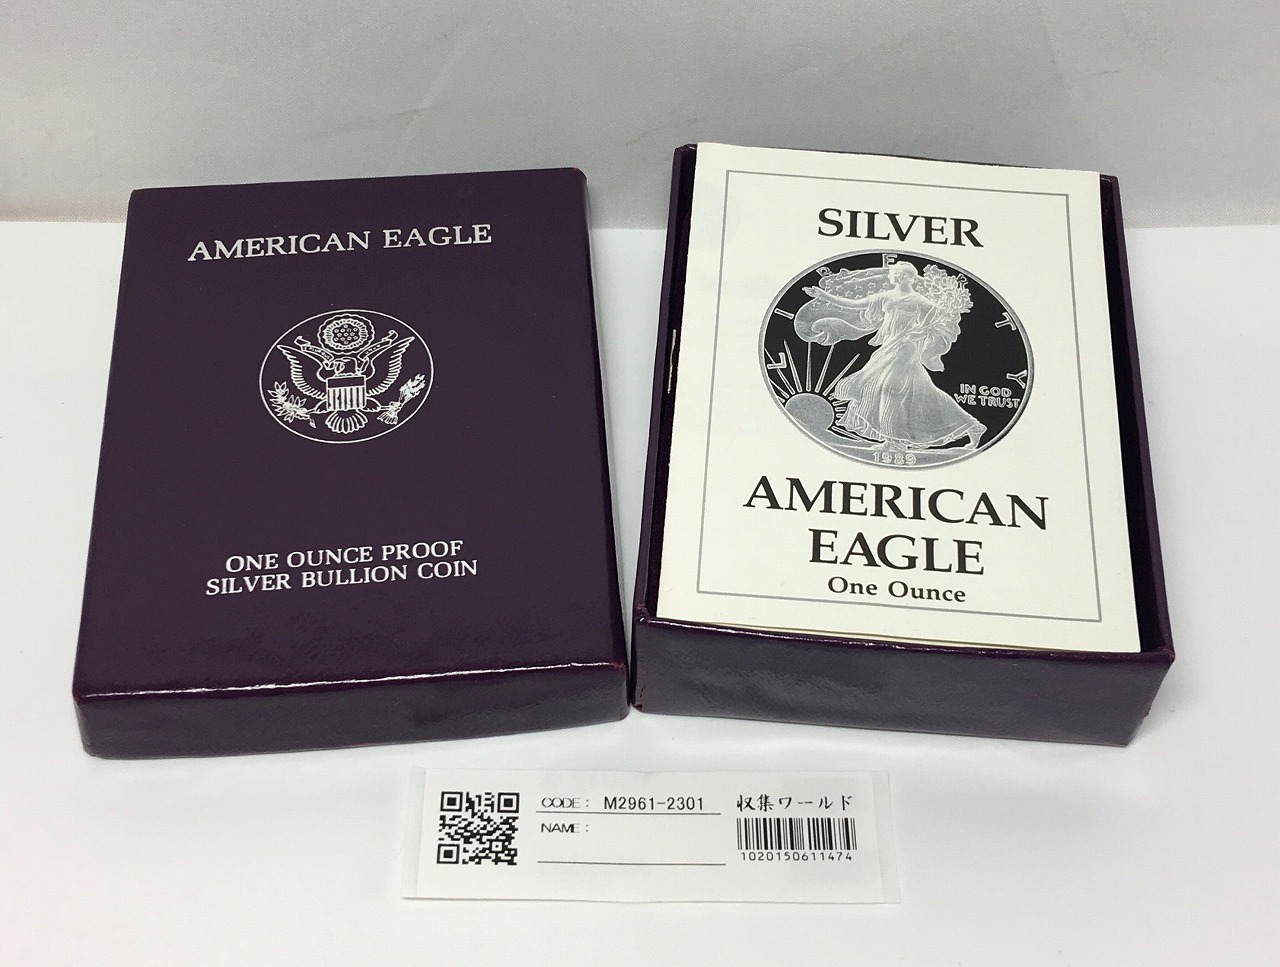 AMERICAN EAGLE
ONE OUNCE PROOF
SILVER BULLION COIN
SILVER
LIBERTY
IN GOD
WE TRUST
1989
AMERICAN
EAGLE
One Ounce
CODE: M2961-2301
NAME:
収集ワールド
1020150611474